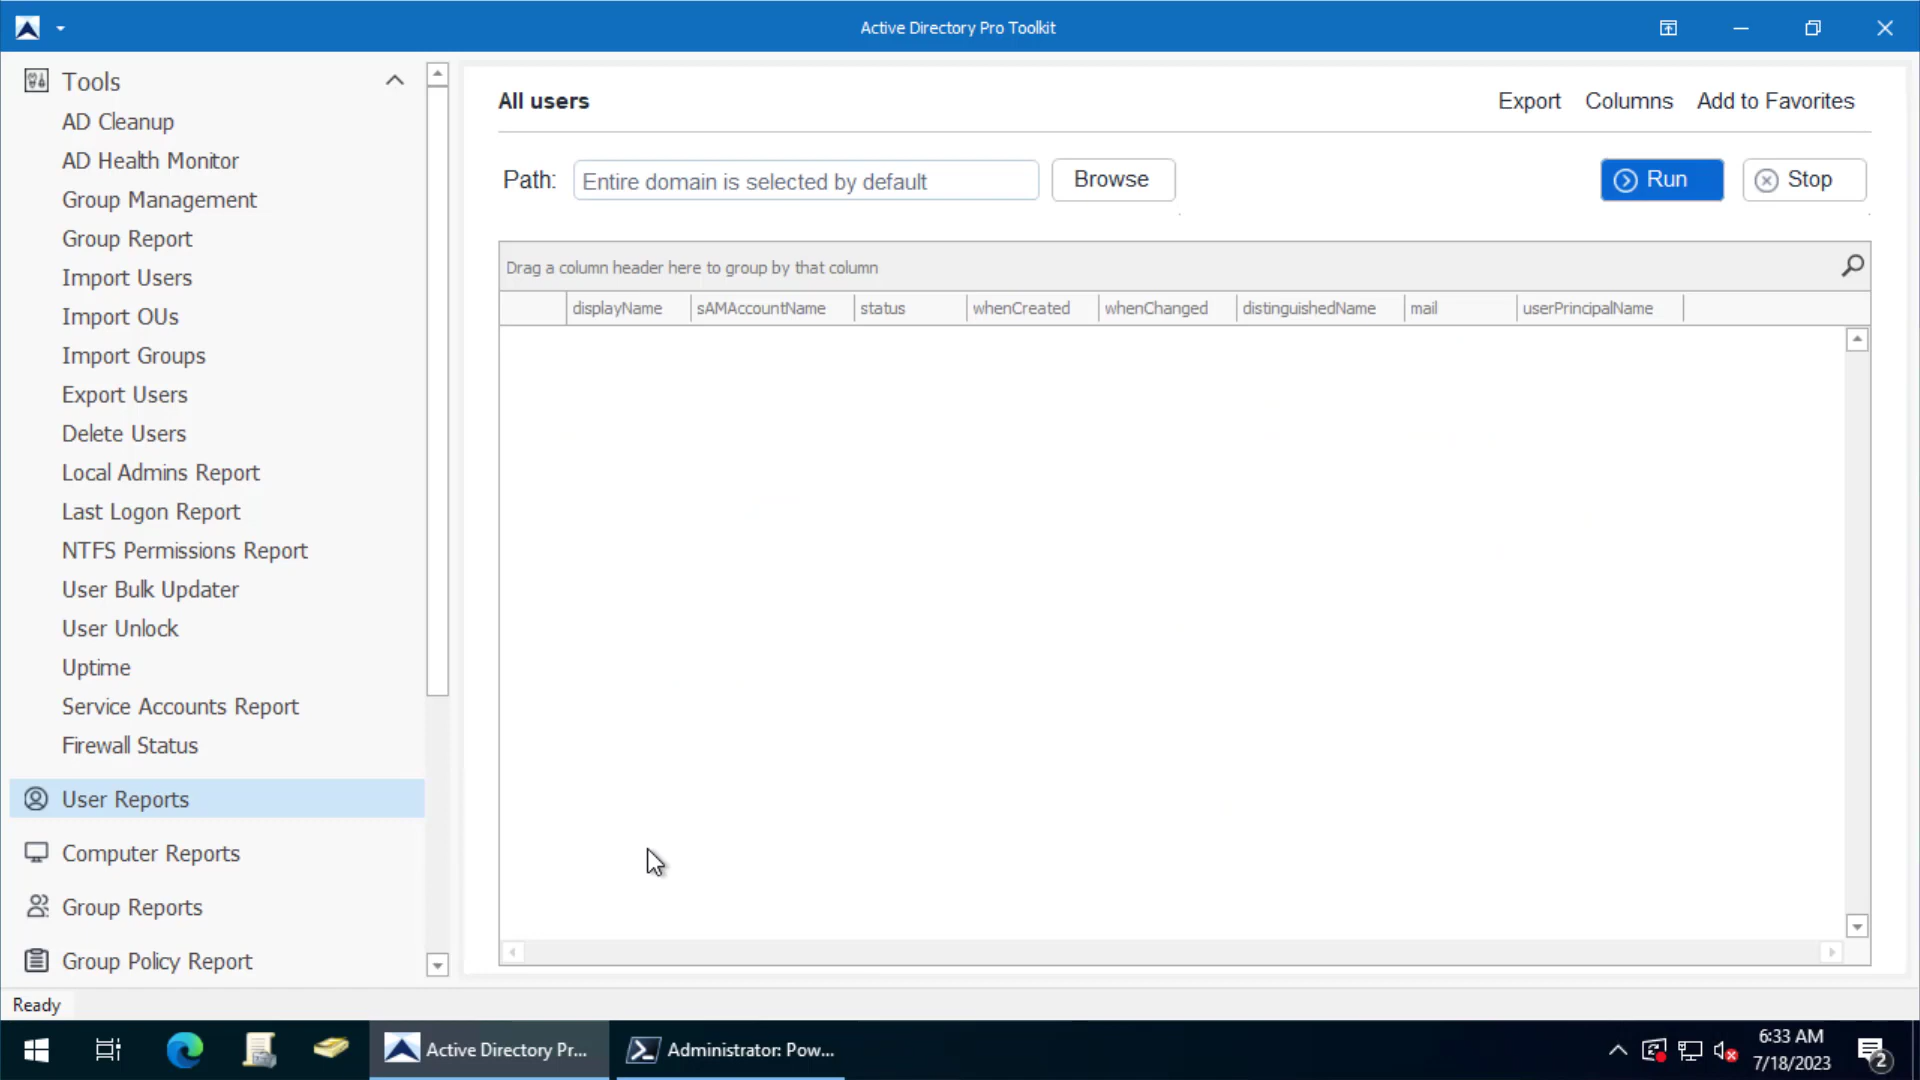 Active Directory Pro Toolkit
Tools
AD Cleanup
AD Health Monitor
Group Management
Group Report
Import Users
Import OUs
Import Groups
Export Users
Delete Users
Local Admins Report
Last Logon Report
NTFS Permissions Report
User Bulk Updater
User Unlock
Uptime
Service Accounts Report
Firewall Status
User Reports
Computer Reports
Group Reports
Group Policy Report
All users
Export Columns Add to Favorites
Path: Entire domain is selected by default Browse Run Stop
Drag a column header here to group by that column
displayName sAMAccountName status whenCreated whenChanged distinguishedName mail userPrincipalName
Ready
Active Directory Pr...
Administrator: Pow...
6:33 AM
7/18/2023
2